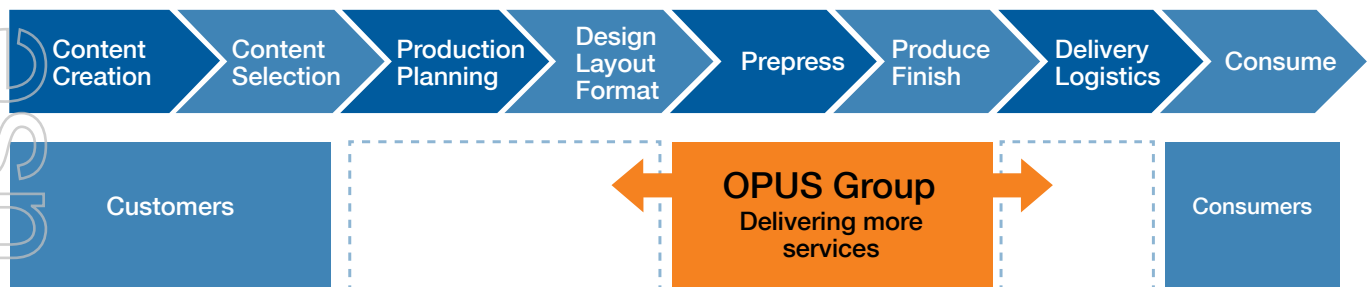 Content
Creation
Content
Selection
Production
Planning
Design
Layout
Format
Prepress
Produce
Finish
Delivery
Logistics
Consume
Customers
OPUS Group
Delivering more
services
Consumers